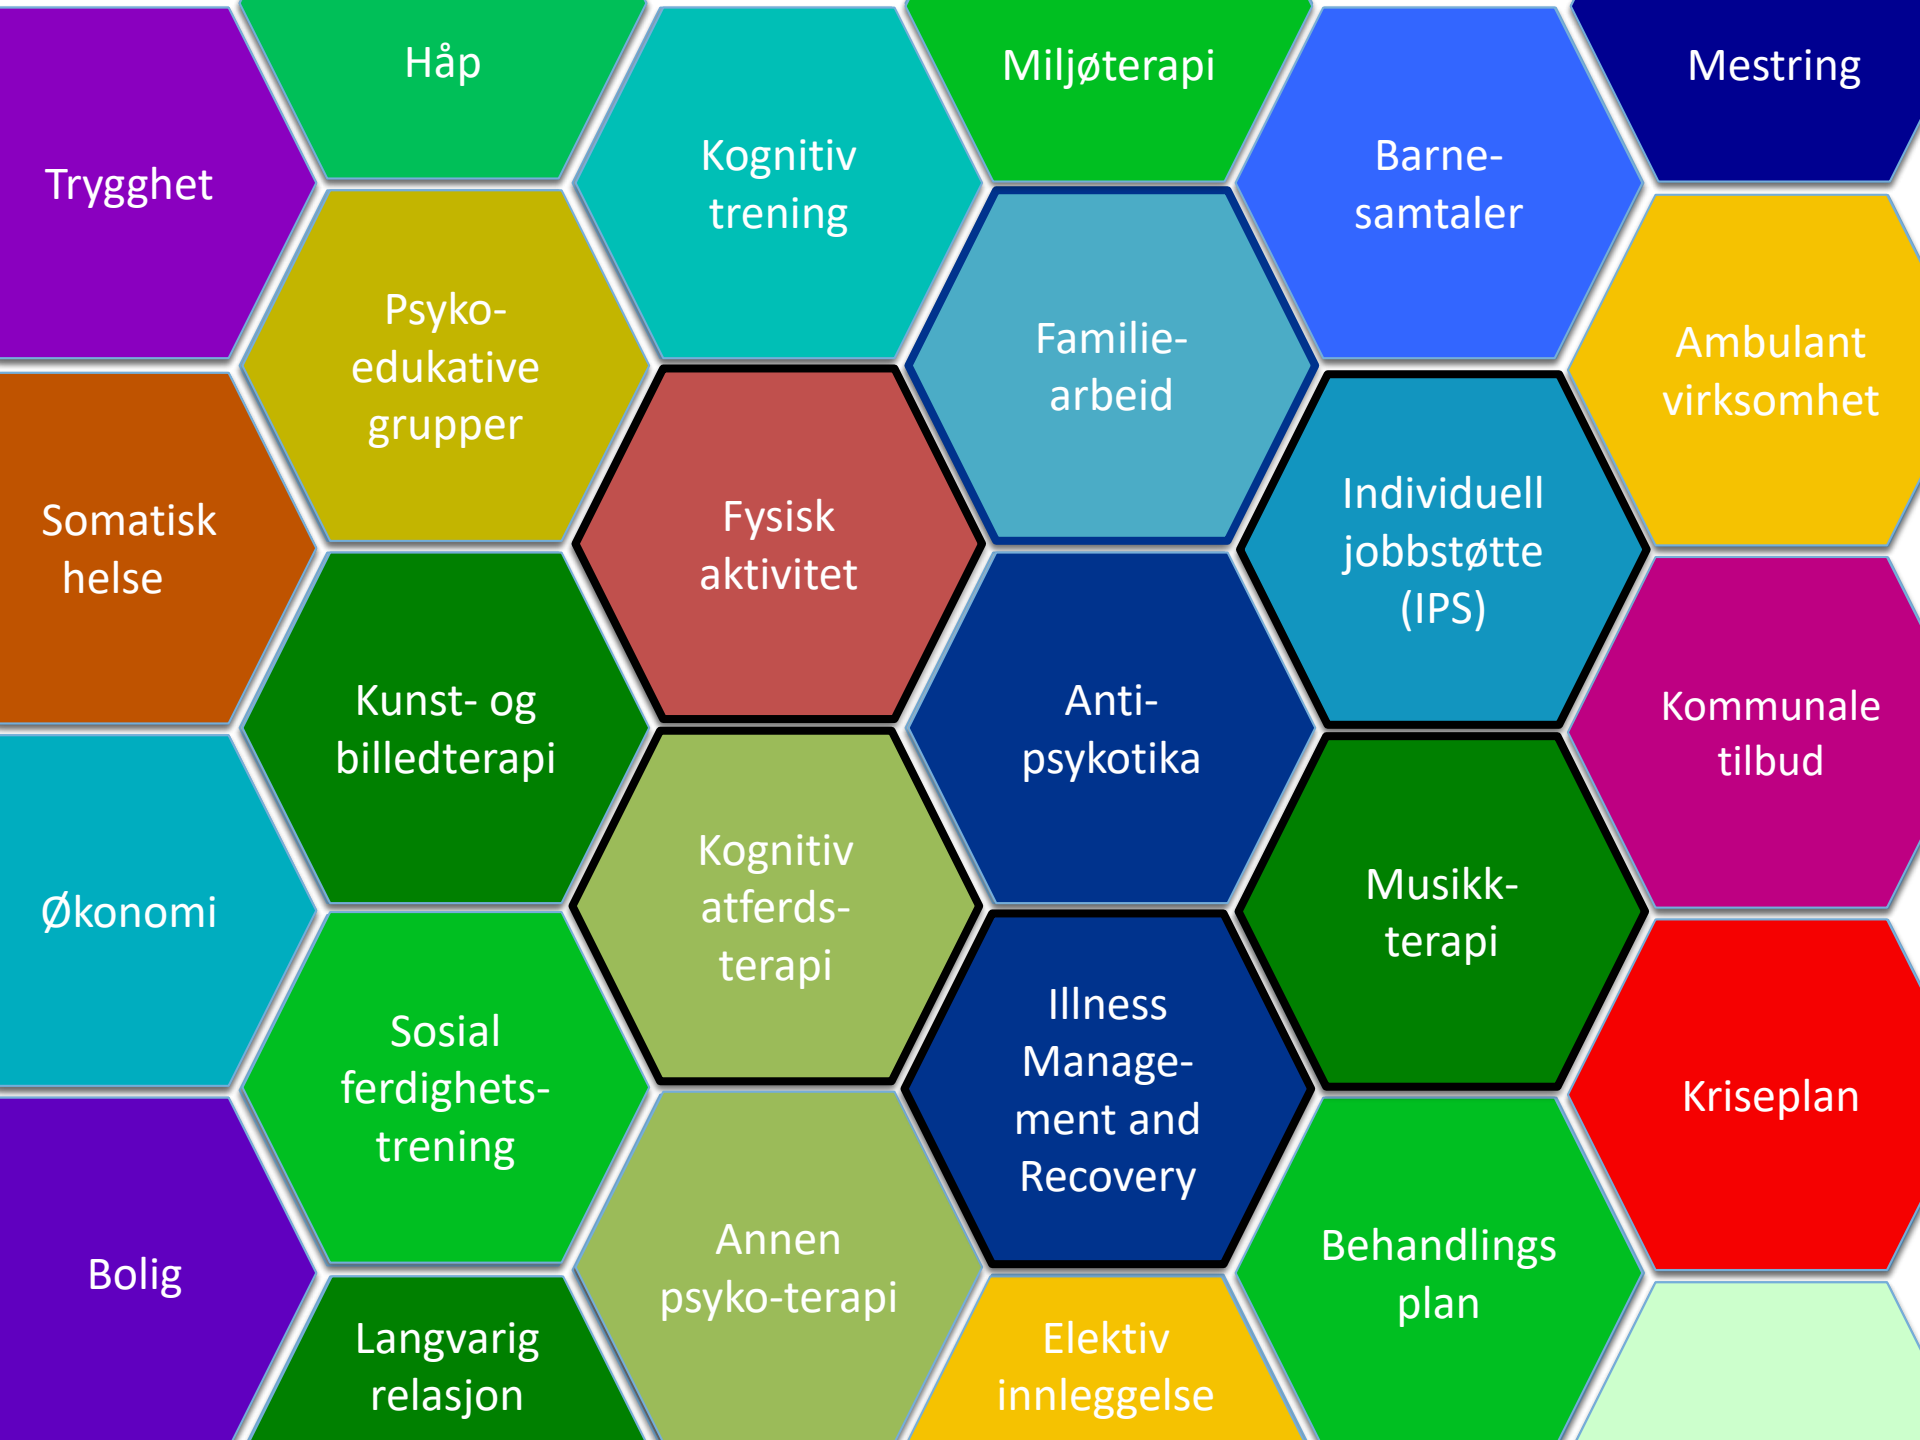 Håp
Miljøterapi
Mestring
Trygghet
Kognitiv
trening
Barne-
samtaler
Psyko-
edukative
grupper
Familie-
arbeid
Ambulant
virksomhet
Somatisk
helse
Fysisk
aktivitet
Individuell
jobbstøtte
(IPS)
Kunst- og
billedterapi
Anti-
psykotika
Kommunale
tilbud
Økonomi
Kognitiv
atferds-
terapi
Musikk-
terapi
Sosial
ferdighets-
trening
Illness
Manage-
ment and
Recovery
Kriseplan
Bolig
Annen
psyko-terapi
Behandlings
plan
Langvarig
relasjon
Elektiv
innleggelse